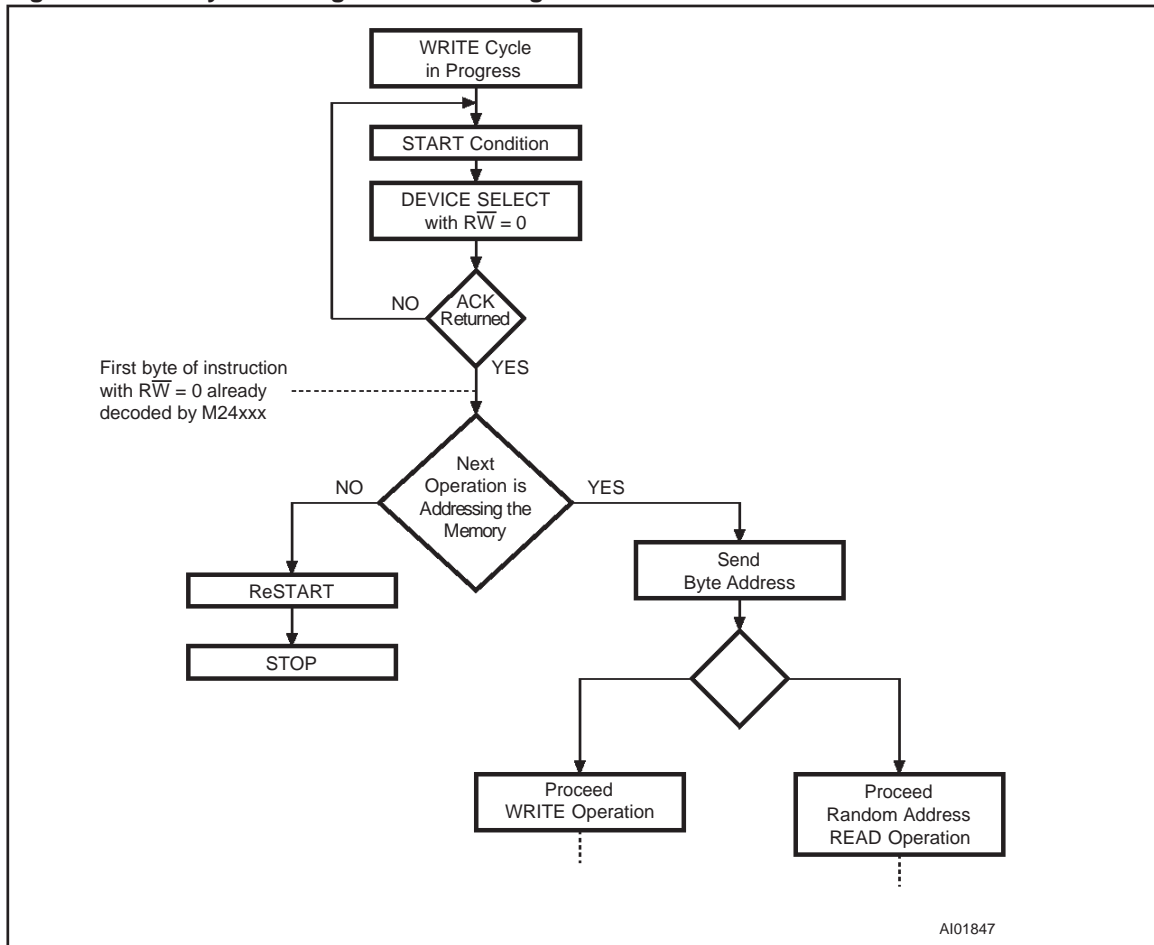 WRITE Cycle
in Progress
START Condition
DEVICE SELECT
with RW̅ = 0
NO
ACK
Returned
YES
First byte of instruction
with RW̅ = 0 already
decoded by M24xxx
Next
Operation is
Addressing the
Memory
NO
YES
Send
Byte Address
ReSTART
STOP
Proceed
WRITE Operation
Proceed
Random Address
READ Operation
AI01847